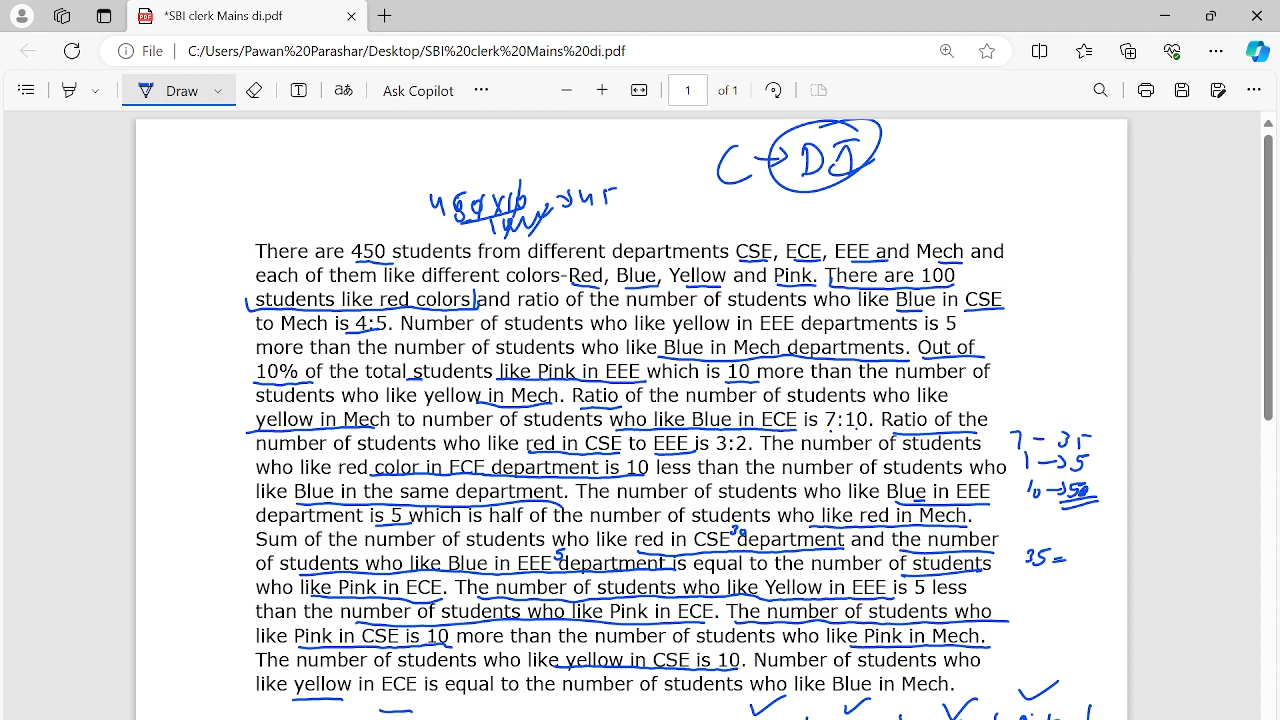 *SBI clerk Mains di.pdf
File | C:/Users/Pawan%20Parashar/Desktop/SBI%20clerk%20Mains%20di.pdf
Draw
Ask Copilot
1 of 1
C → DI
There are 450 students from different departments CSE, ECE, EEE and Mech and
each of them like different colors-Red, Blue, Yellow and Pink. There are 100
students like red colors and ratio of the number of students who like Blue in CSE
to Mech is 4:5. Number of students who like yellow in EEE departments is 5
more than the number of students who like Blue in Mech departments. Out of
10% of the total students like Pink in EEE which is 10 more than the number of
students who like yellow in Mech. Ratio of the number of students who like
yellow in Mech to number of students who like Blue in ECE is 7:10. Ratio of the
number of students who like red in CSE to EEE is 3:2. The number of students
7 - 35
who like red color in ECE department is 10 less than the number of students who
1 → 5
like Blue in the same department. The number of students who like Blue in EEE
10 → 50
department is 5 which is half of the number of students who like red in Mech.
30
Sum of the number of students who like red in CSE department and the number
5
of students who like Blue in EEE department is equal to the number of students
35 =
who like Pink in ECE. The number of students who like Yellow in EEE is 5 less
than the number of students who like Pink in ECE. The number of students who
like Pink in CSE is 10 more than the number of students who like Pink in Mech.
The number of students who like yellow in CSE is 10. Number of students who
like yellow in ECE is equal to the number of students who like Blue in Mech.